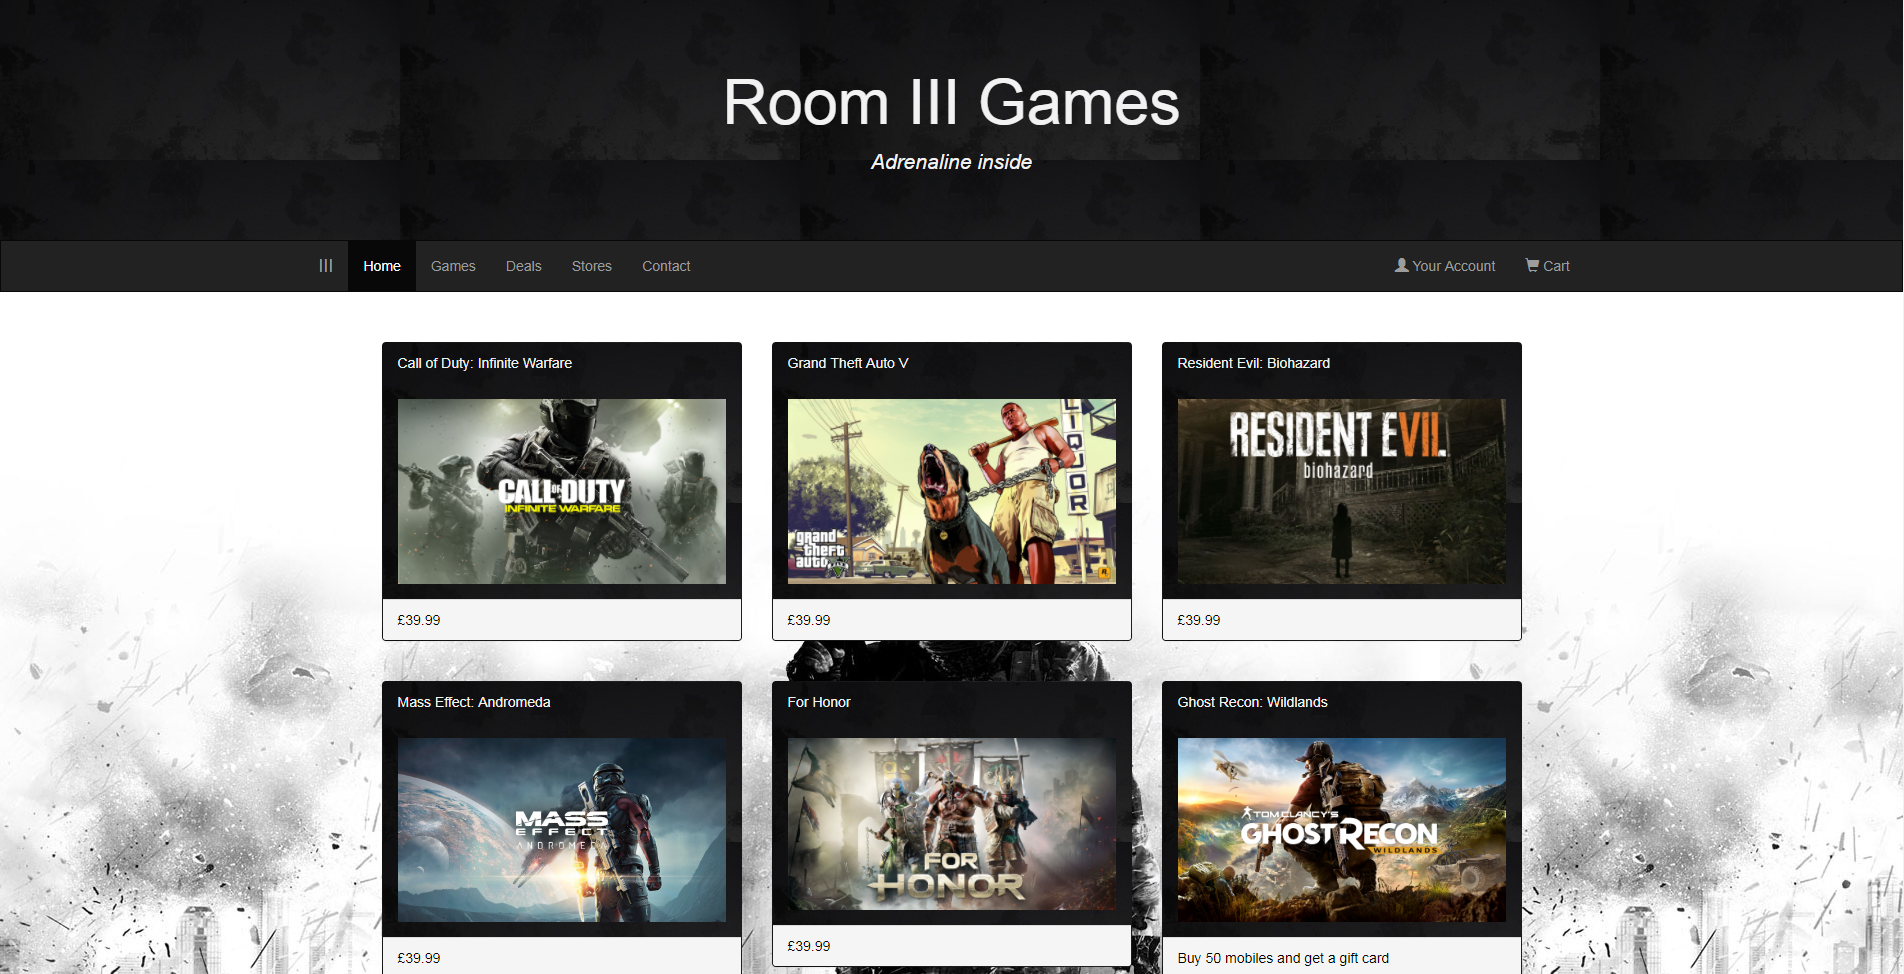 Room III Games
Adrenaline inside
III Home Games Deals Stores Contact Your Account Cart
Call of Duty: Infinite Warfare
CALL OF DUTY
INFINITE WARFARE
£39.99
Grand Theft Auto V
LIQUOR
grand
theft
auto V
R
£39.99
Resident Evil: Biohazard
RESIDENT EVII.
biohazard
£39.99
Mass Effect: Andromeda
MASS
EFFECT
ANDROMEDA
£39.99
For Honor
FOR
HONOR
£39.99
Ghost Recon: Wildlands
TOM CLANCY'S
GHOST RECON
WILDLANDS
Buy 50 mobiles and get a gift card